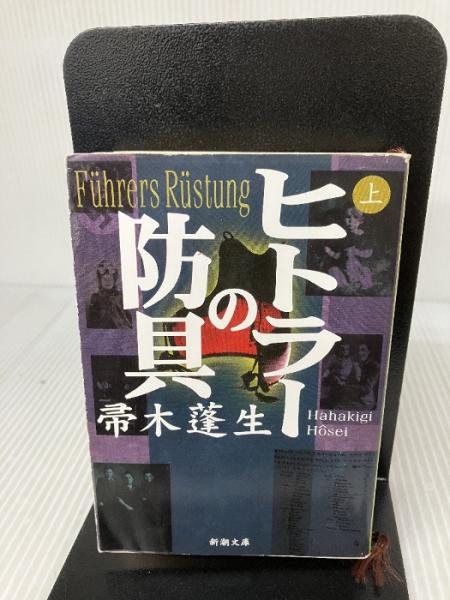 Führers Rüstung
上
ヒトラー
の
防具
帚木蓬生
Hahakigi
Hôsei
新潮文庫